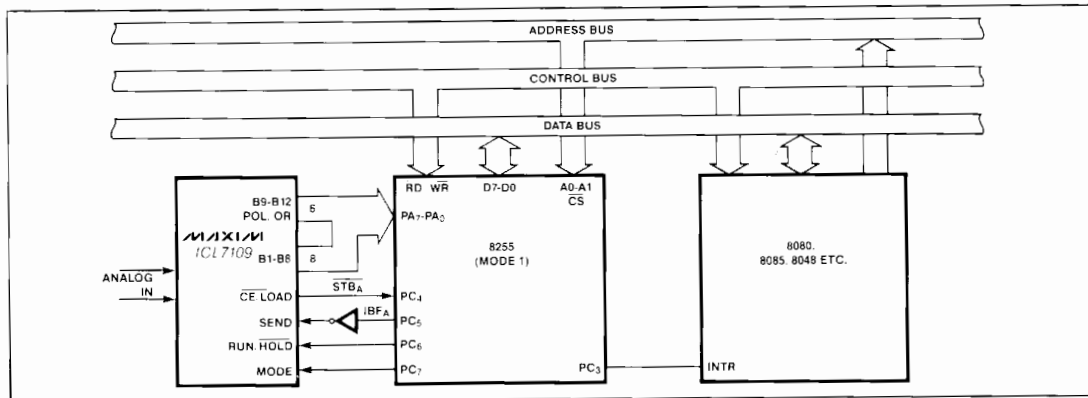 ADDRESS BUS
CONTROL BUS
DATA BUS
B9-B12
POL. OR
6
MAXIM
ICL7109
B1-B8
8
ANALOG
IN
CE.LOAD
SEND
RUN.HOLD
MODE
STBA
IBFA
RD WR D7-D0 A0-A1
CS
PA7-PA0
8255
(MODE 1)
PC4
PC5
PC6
PC7
PC3
8080.
8085. 8048 ETC.
INTR